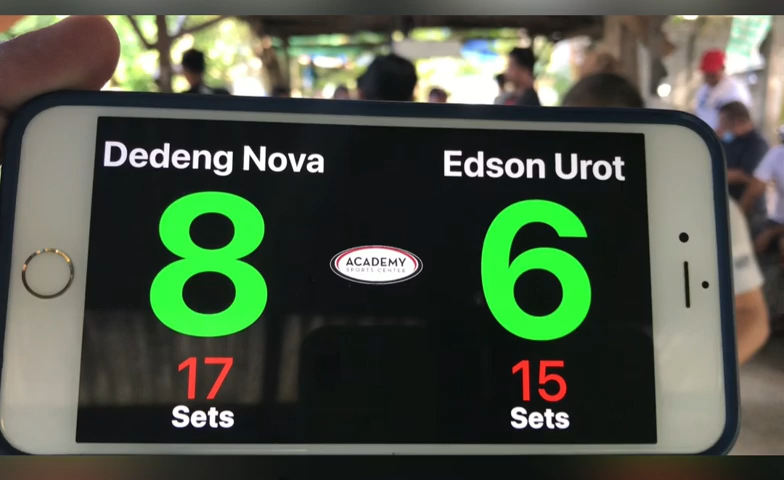 Dedeng Nova
Edson Urot
8
6
ACADEMY
SPORTS CENTER
17
15
Sets
Sets